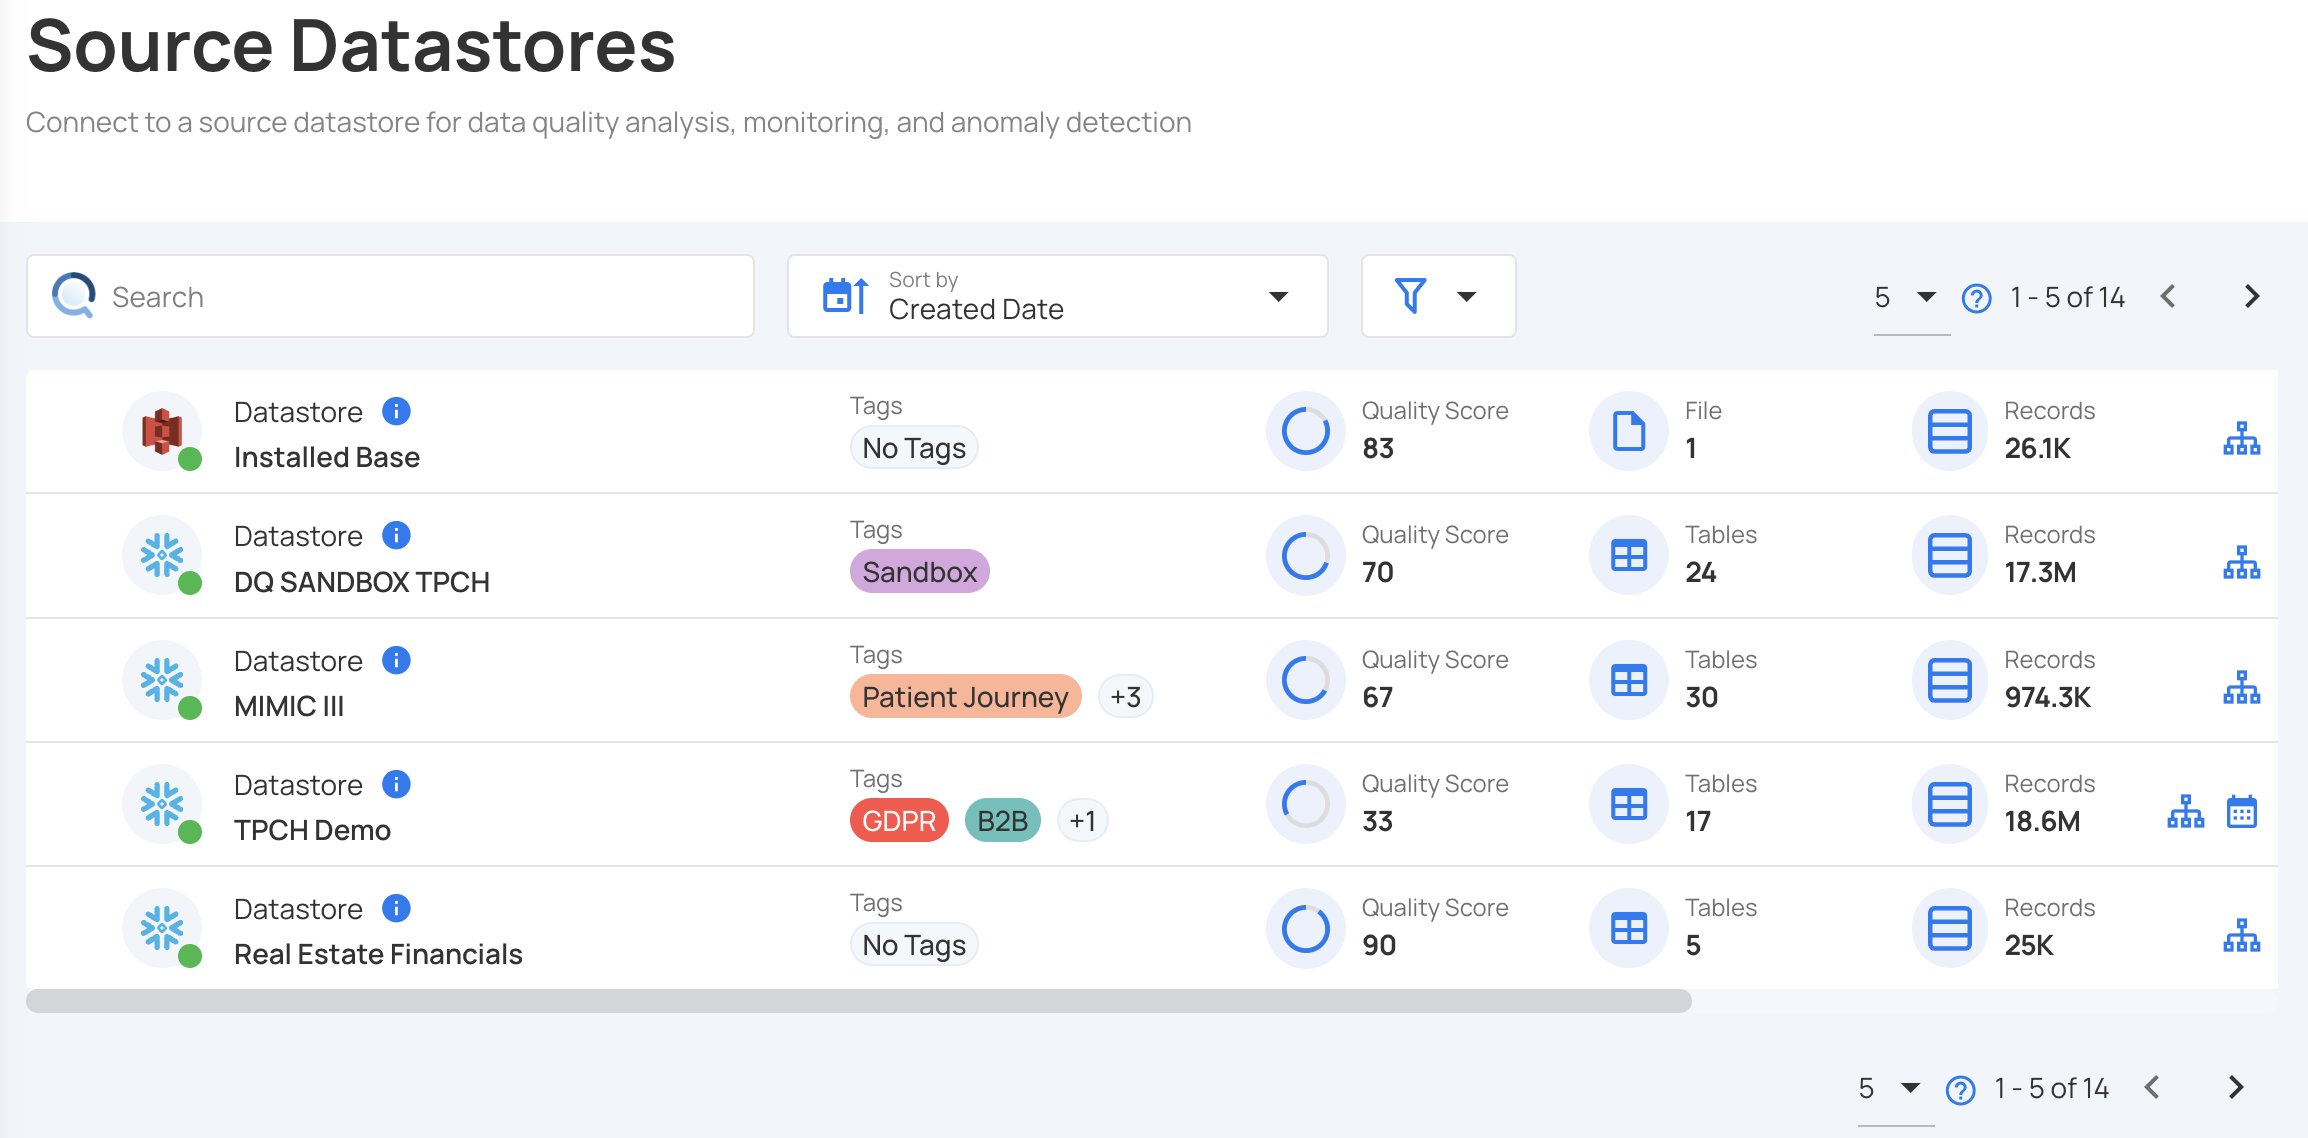 Source Datastores
Connect to a source datastore for data quality analysis, monitoring, and anomaly detection
Search
Sort by
Created Date
5
1 - 5 of 14
Datastore
Installed Base
Tags
No Tags
Quality Score
83
File
1
Records
26.1K
Datastore
DQ SANDBOX TPCH
Tags
Sandbox
Quality Score
70
Tables
24
Records
17.3M
Datastore
MIMIC III
Tags
Patient Journey +3
Quality Score
67
Tables
30
Records
974.3K
Datastore
TPCH Demo
Tags
GDPR B2B +1
Quality Score
33
Tables
17
Records
18.6M
Datastore
Real Estate Financials
Tags
No Tags
Quality Score
90
Tables
5
Records
25K
5
1 - 5 of 14